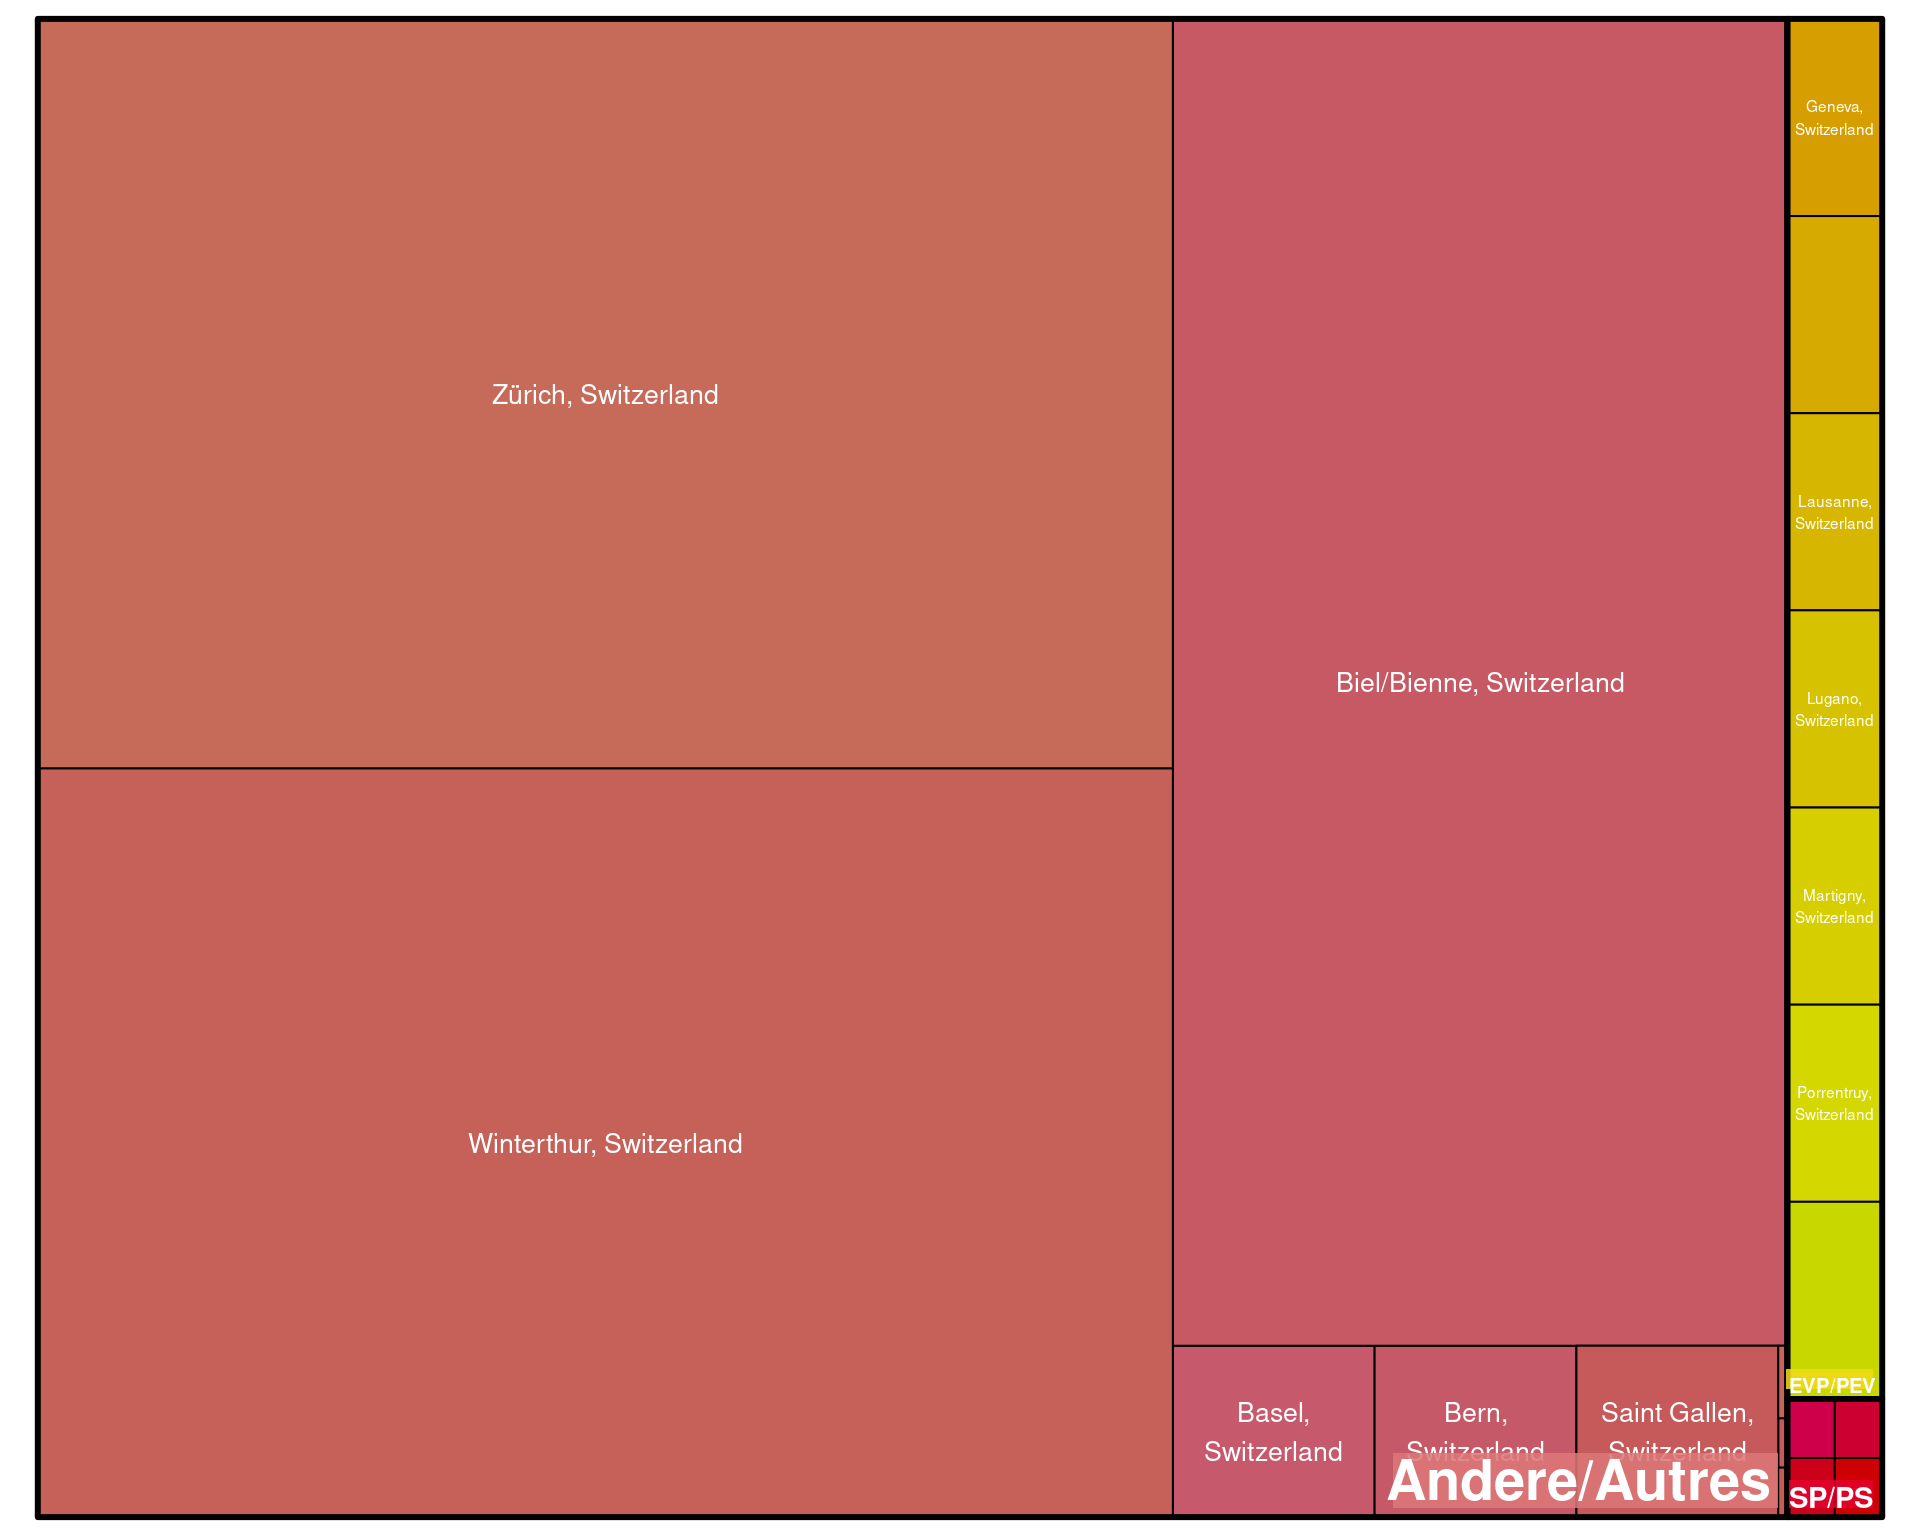 Zürich, Switzerland
Winterthur, Switzerland
Biel/Bienne, Switzerland
Basel,
Switzerland
Bern,
Switzerland
Saint Gallen,
Switzerland
Andere/Autres
Geneva,
Switzerland
Lausanne,
Switzerland
Lugano,
Switzerland
Martigny,
Switzerland
Porrentruy,
Switzerland
EVP/PEV
SP/PS